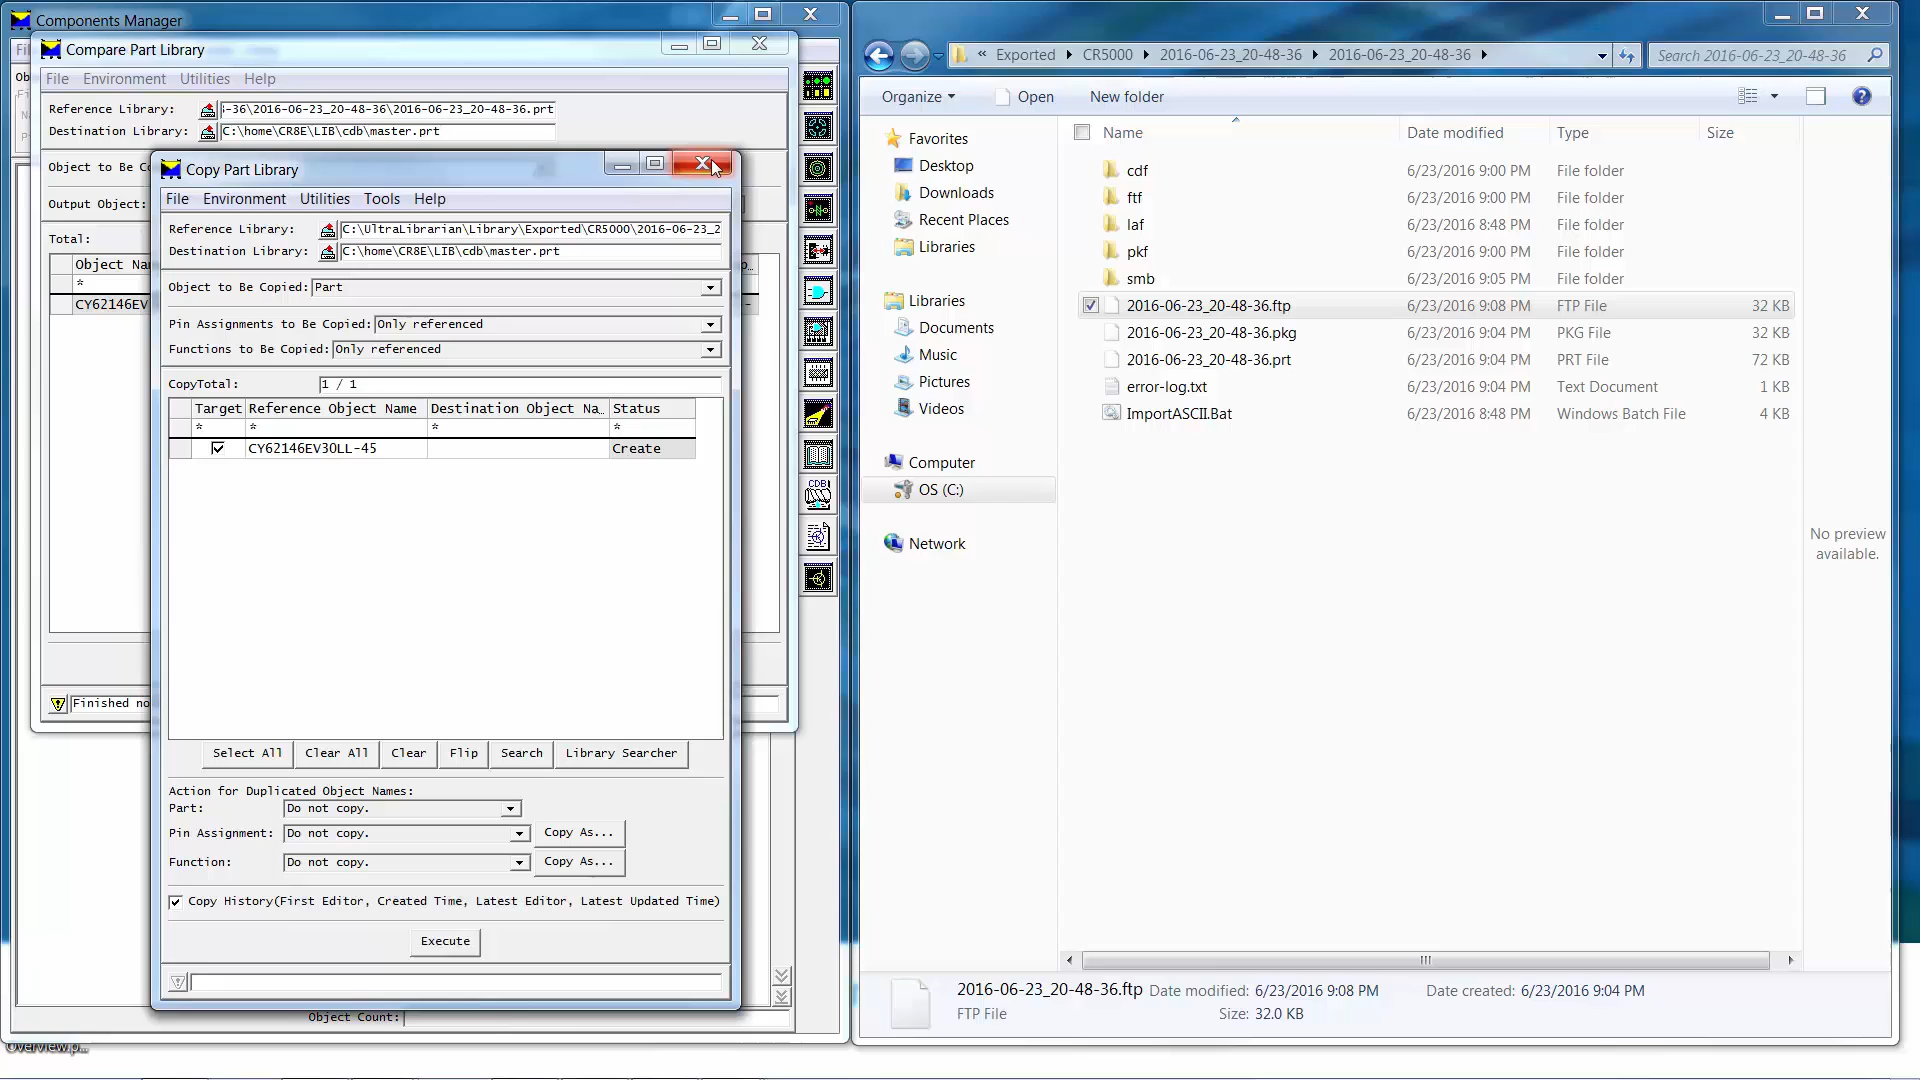 Components Manager
Compare Part Library
File Environment Utilities Help
Reference Library: -36\2016-06-23_20-48-36\2016-06-23_20-48-36.prt
Destination Library: C:\home\CR8E\LIB\cdb\master.prt
Object to Be Co
Output Object:
Total:
Object Na
*
CY62146EV
Finished no
Copy Part Library
File Environment Utilities Tools Help
Reference Library: C:\UltraLibrarian\Library\Exported\CR5000\2016-06-23_2
Destination Library: C:\home\CR8E\LIB\cdb\master.prt
Object to Be Copied: Part
Pin Assignments to Be Copied: Only referenced
Functions to Be Copied: Only referenced
CopyTotal: 1 / 1
Target Reference Object Name Destination Object Na… Status
* * * *
CY62146EV30LL-45 Create
Select All Clear All Clear Flip Search Library Searcher
Action for Duplicated Object Names:
Part: Do not copy.
Pin Assignment: Do not copy. Copy As...
Function: Do not copy. Copy As...
Copy History(First Editor, Created Time, Latest Editor, Latest Updated Time)
Execute
Object Count:
CDB
Overview.p...
« Exported CR5000 2016-06-23_20-48-36 2016-06-23_20-48-36
Search 2016-06-23_20-48-36
Organize Open New folder
Favorites
Desktop
Downloads
Recent Places
Libraries
Libraries
Documents
Music
Pictures
Videos
Computer
OS (C:)
Network
Name Date modified Type Size
cdf 6/23/2016 9:00 PM File folder
ftf 6/23/2016 9:00 PM File folder
laf 6/23/2016 8:48 PM File folder
pkf 6/23/2016 9:00 PM File folder
smb 6/23/2016 9:05 PM File folder
2016-06-23_20-48-36.ftp 6/23/2016 9:08 PM FTP File 32 KB
2016-06-23_20-48-36.pkg 6/23/2016 9:04 PM PKG File 32 KB
2016-06-23_20-48-36.prt 6/23/2016 9:04 PM PRT File 72 KB
error-log.txt 6/23/2016 9:04 PM Text Document 1 KB
ImportASCII.Bat 6/23/2016 8:48 PM Windows Batch File 4 KB
No preview
available.
2016-06-23_20-48-36.ftp Date modified: 6/23/2016 9:08 PM Date created: 6/23/2016 9:04 PM
FTP File Size: 32.0 KB